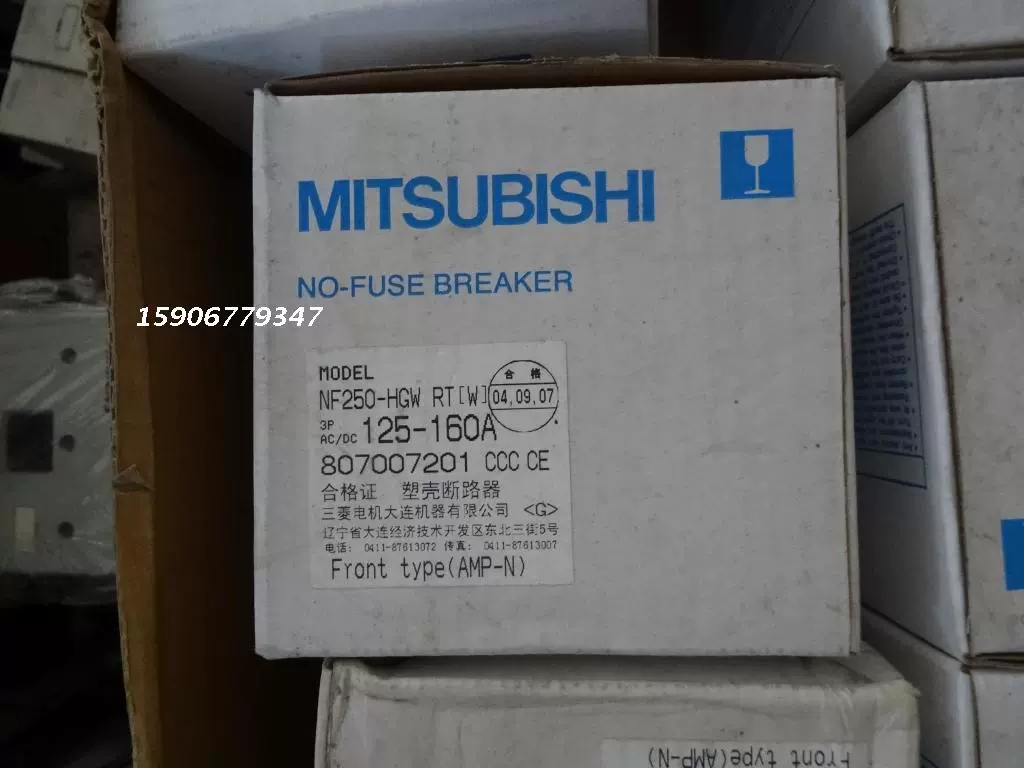 MITSUBISHI
NO-FUSE BREAKER
15906779347
MODEL
NF250-HGW RT[W]
合格
04,09,07
3P
AC/DC 125-160A
807007201 CCC CE
合格证 塑壳断路器
三菱电机大连机器有限公司 <G>
辽宁省大连经济技术开发区东北三街5号
电话: 0411-87613072 传真: 0411-87613007
Front type(AMP-N)
Front type(AMP-N)